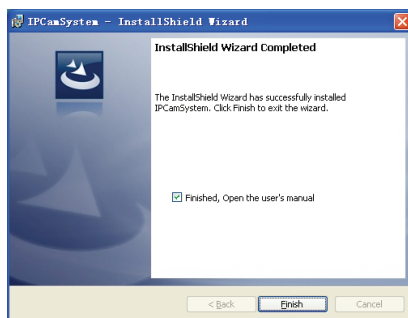 IPCamSystem - InstallShield Wizard
InstallShield Wizard Completed
The InstallShield Wizard has successfully installed
IPCamSystem. Click Finish to exit the wizard.
Finished, Open the user's manual
< Back
Finish
Cancel